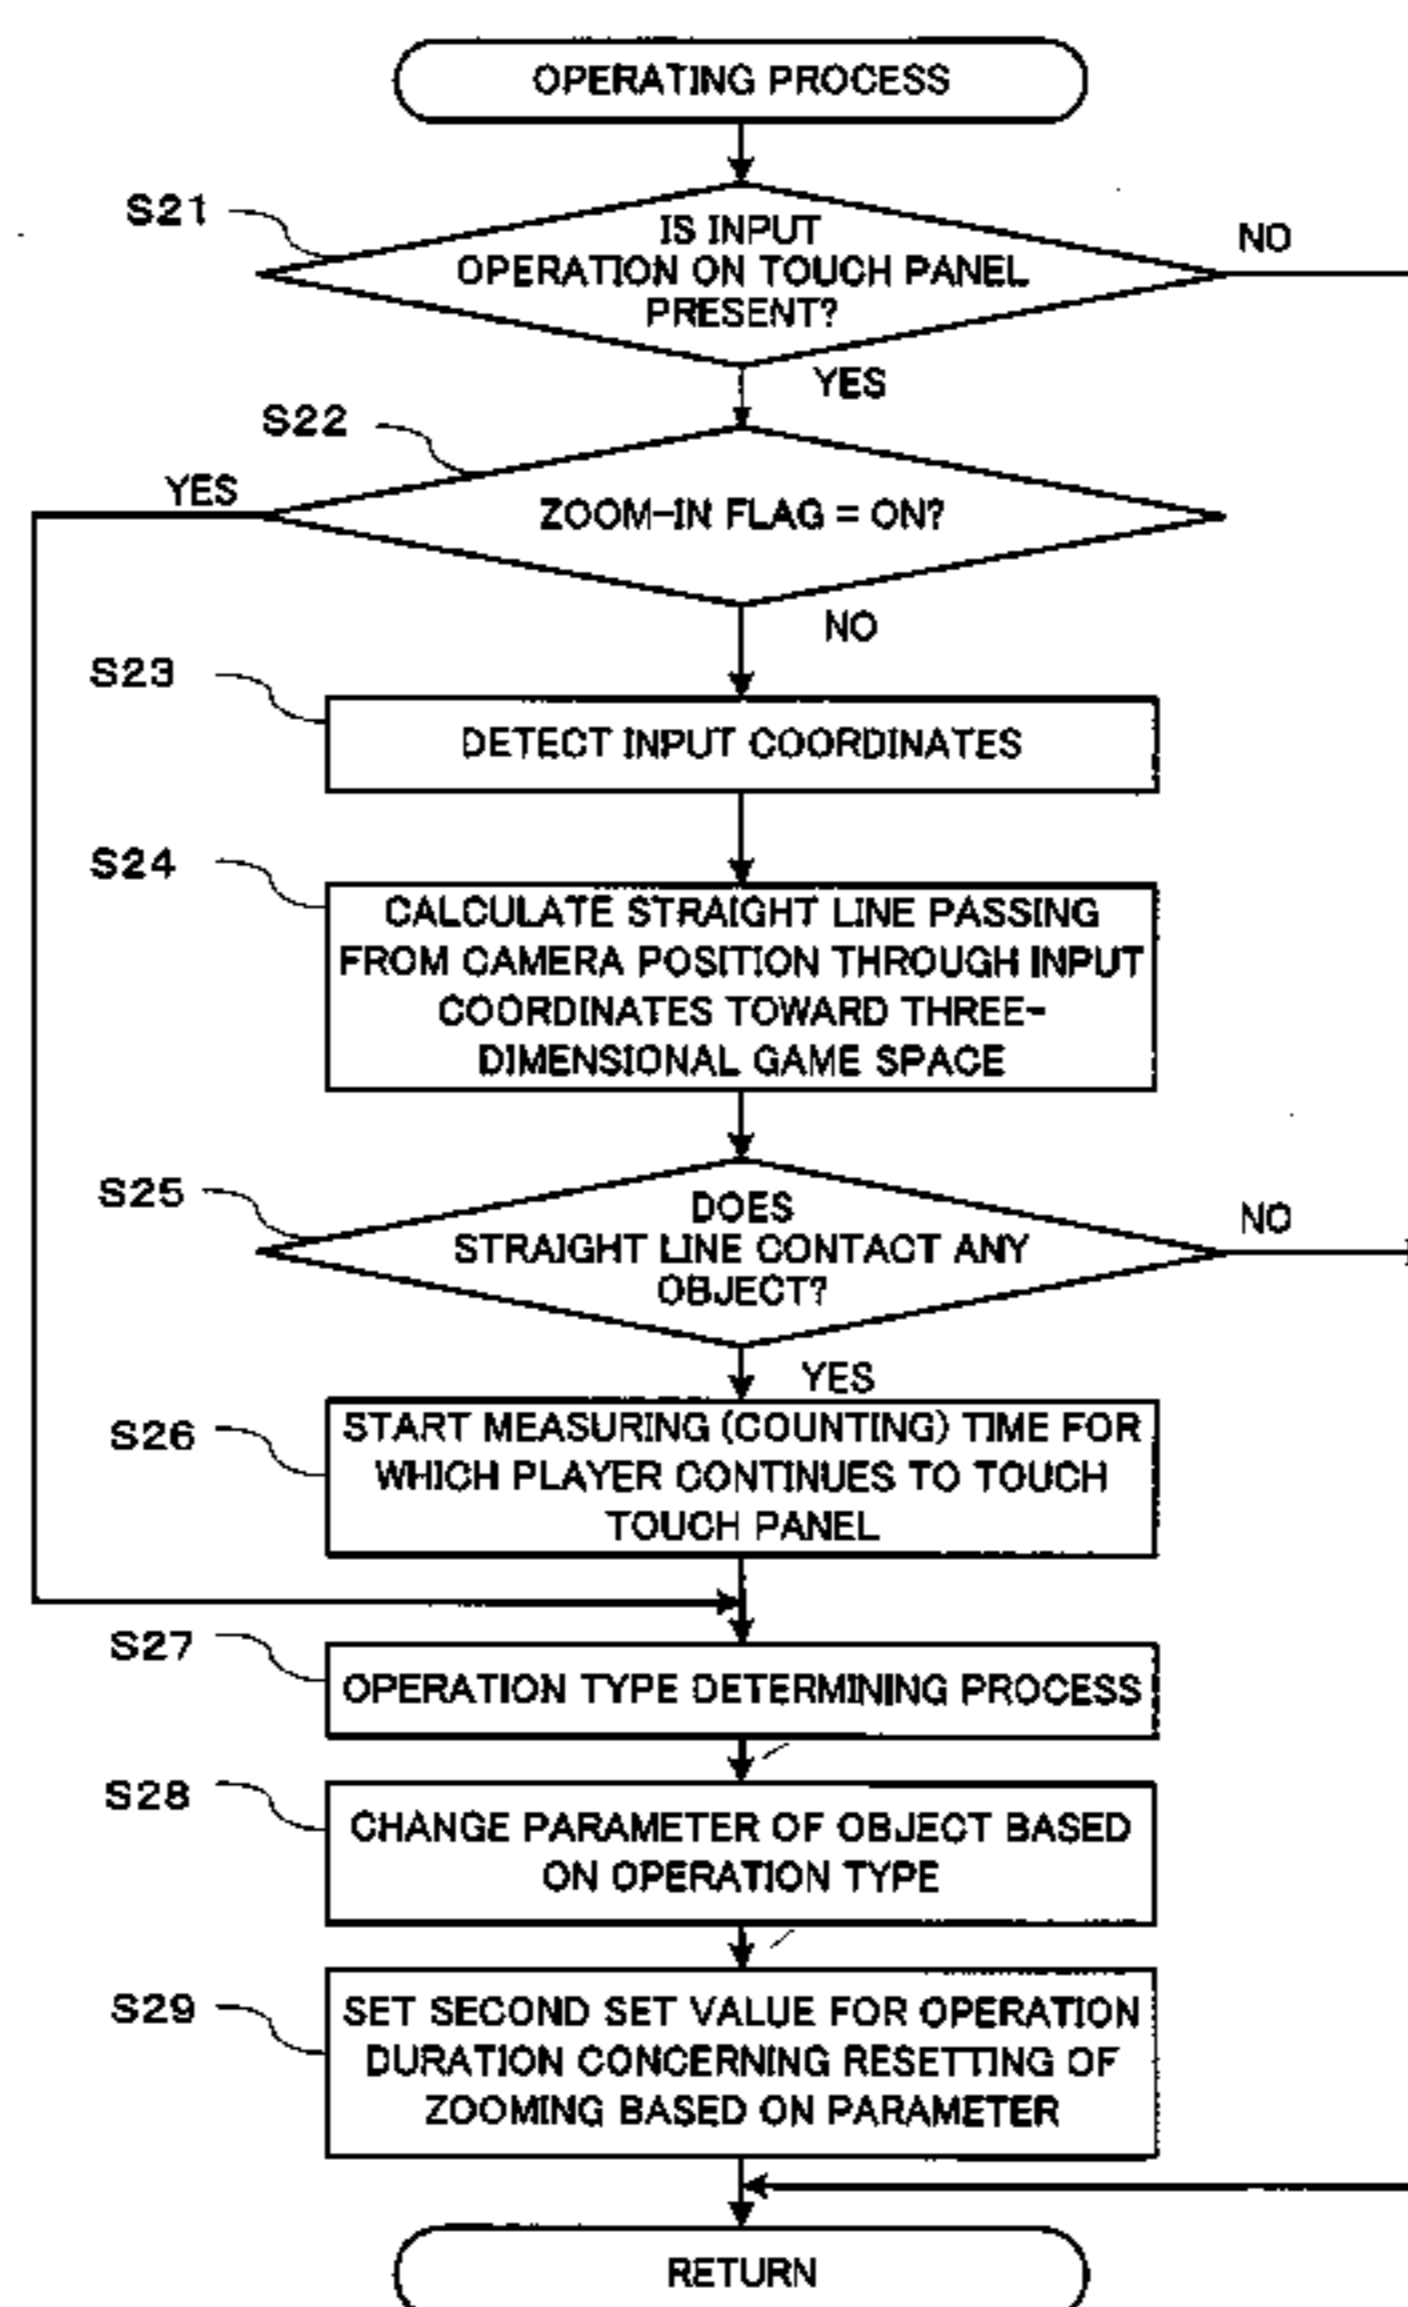 OPERATING PROCESS
S21
IS INPUT
OPERATION ON TOUCH PANEL
PRESENT?
NO
YES
S22
YES
ZOOM-IN FLAG = ON?
NO
S23
DETECT INPUT COORDINATES
S24
CALCULATE STRAIGHT LINE PASSING
FROM CAMERA POSITION THROUGH INPUT
COORDINATES TOWARD THREE-
DIMENSIONAL GAME SPACE
S25
DOES
STRAIGHT LINE CONTACT ANY
OBJECT?
NO
YES
S26
START MEASURING (COUNTING) TIME FOR
WHICH PLAYER CONTINUES TO TOUCH
TOUCH PANEL
S27
OPERATION TYPE DETERMINING PROCESS
S28
CHANGE PARAMETER OF OBJECT BASED
ON OPERATION TYPE
S29
SET SECOND SET VALUE FOR OPERATION
DURATION CONCERNING RESETTING OF
ZOOMING BASED ON PARAMETER
RETURN